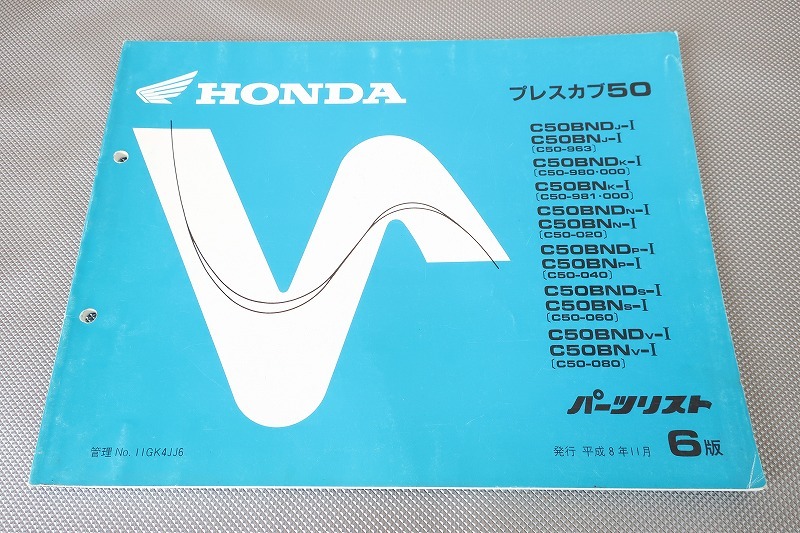 HONDA
プレスカブ50
C50BNDJ-I
C50BNJ-I
(C50-963)
C50BNDK-I
(C50-980・000)
C50BNK-I
(C50-981・000)
C50BNDN-I
C50BNN-I
(C50-020)
C50BNDP-I
C50BNP-I
(C50-040)
C50BNDS-I
C50BNS-I
(C50-060)
C50BNDV-I
C50BNV-I
(C50-080)
パーツリスト
管理 No. 11GK4JJ6
発行 平成8年11月 6版